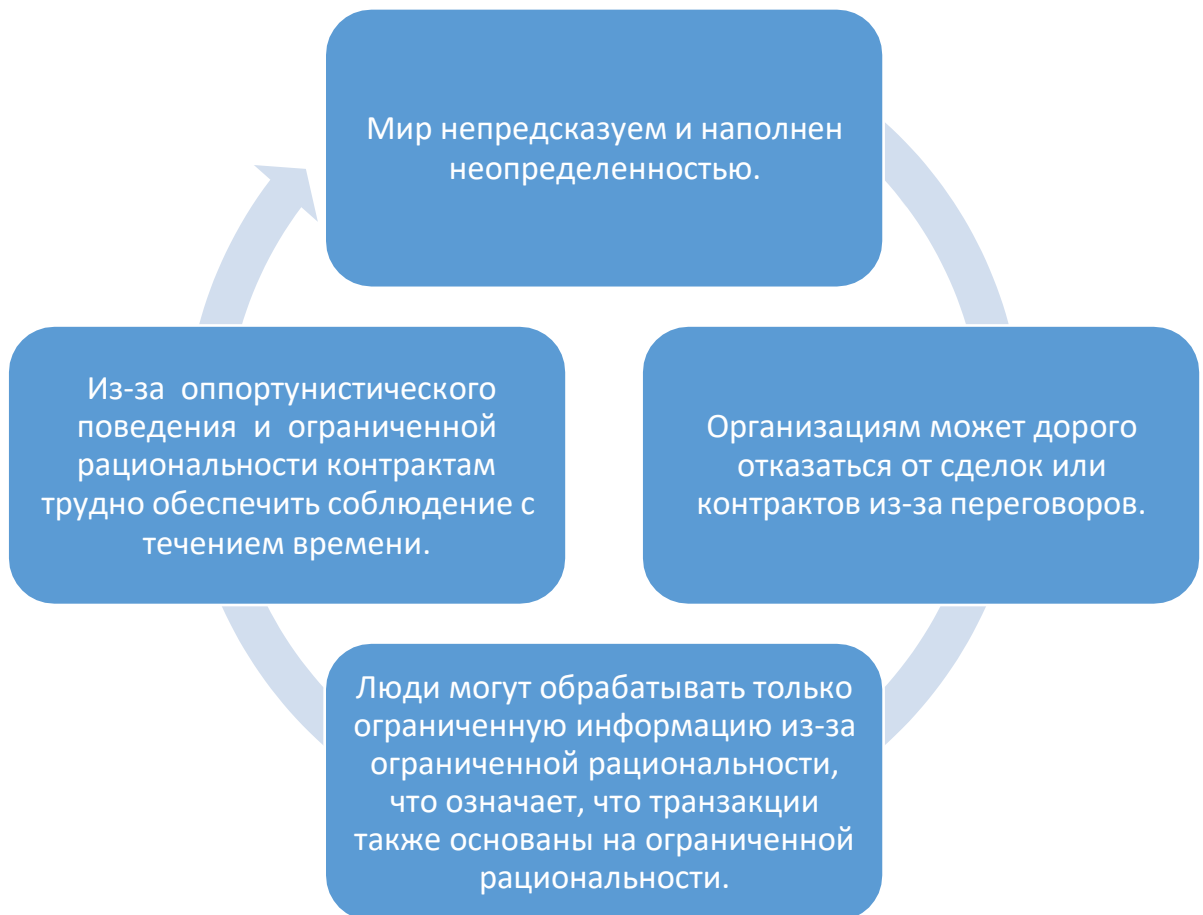 Мир непредсказуем и наполнен
неопределенностью.
Организациям может дорого
отказаться от сделок или
контрактов из-за переговоров.
Люди могут обрабатывать только
ограниченную информацию из-за
ограниченной рациональности,
что означает, что транзакции
также основаны на ограниченной
рациональности.
Из-за оппортунистического
поведения и ограниченной
рациональности контрактам
трудно обеспечить соблюдение с
течением времени.